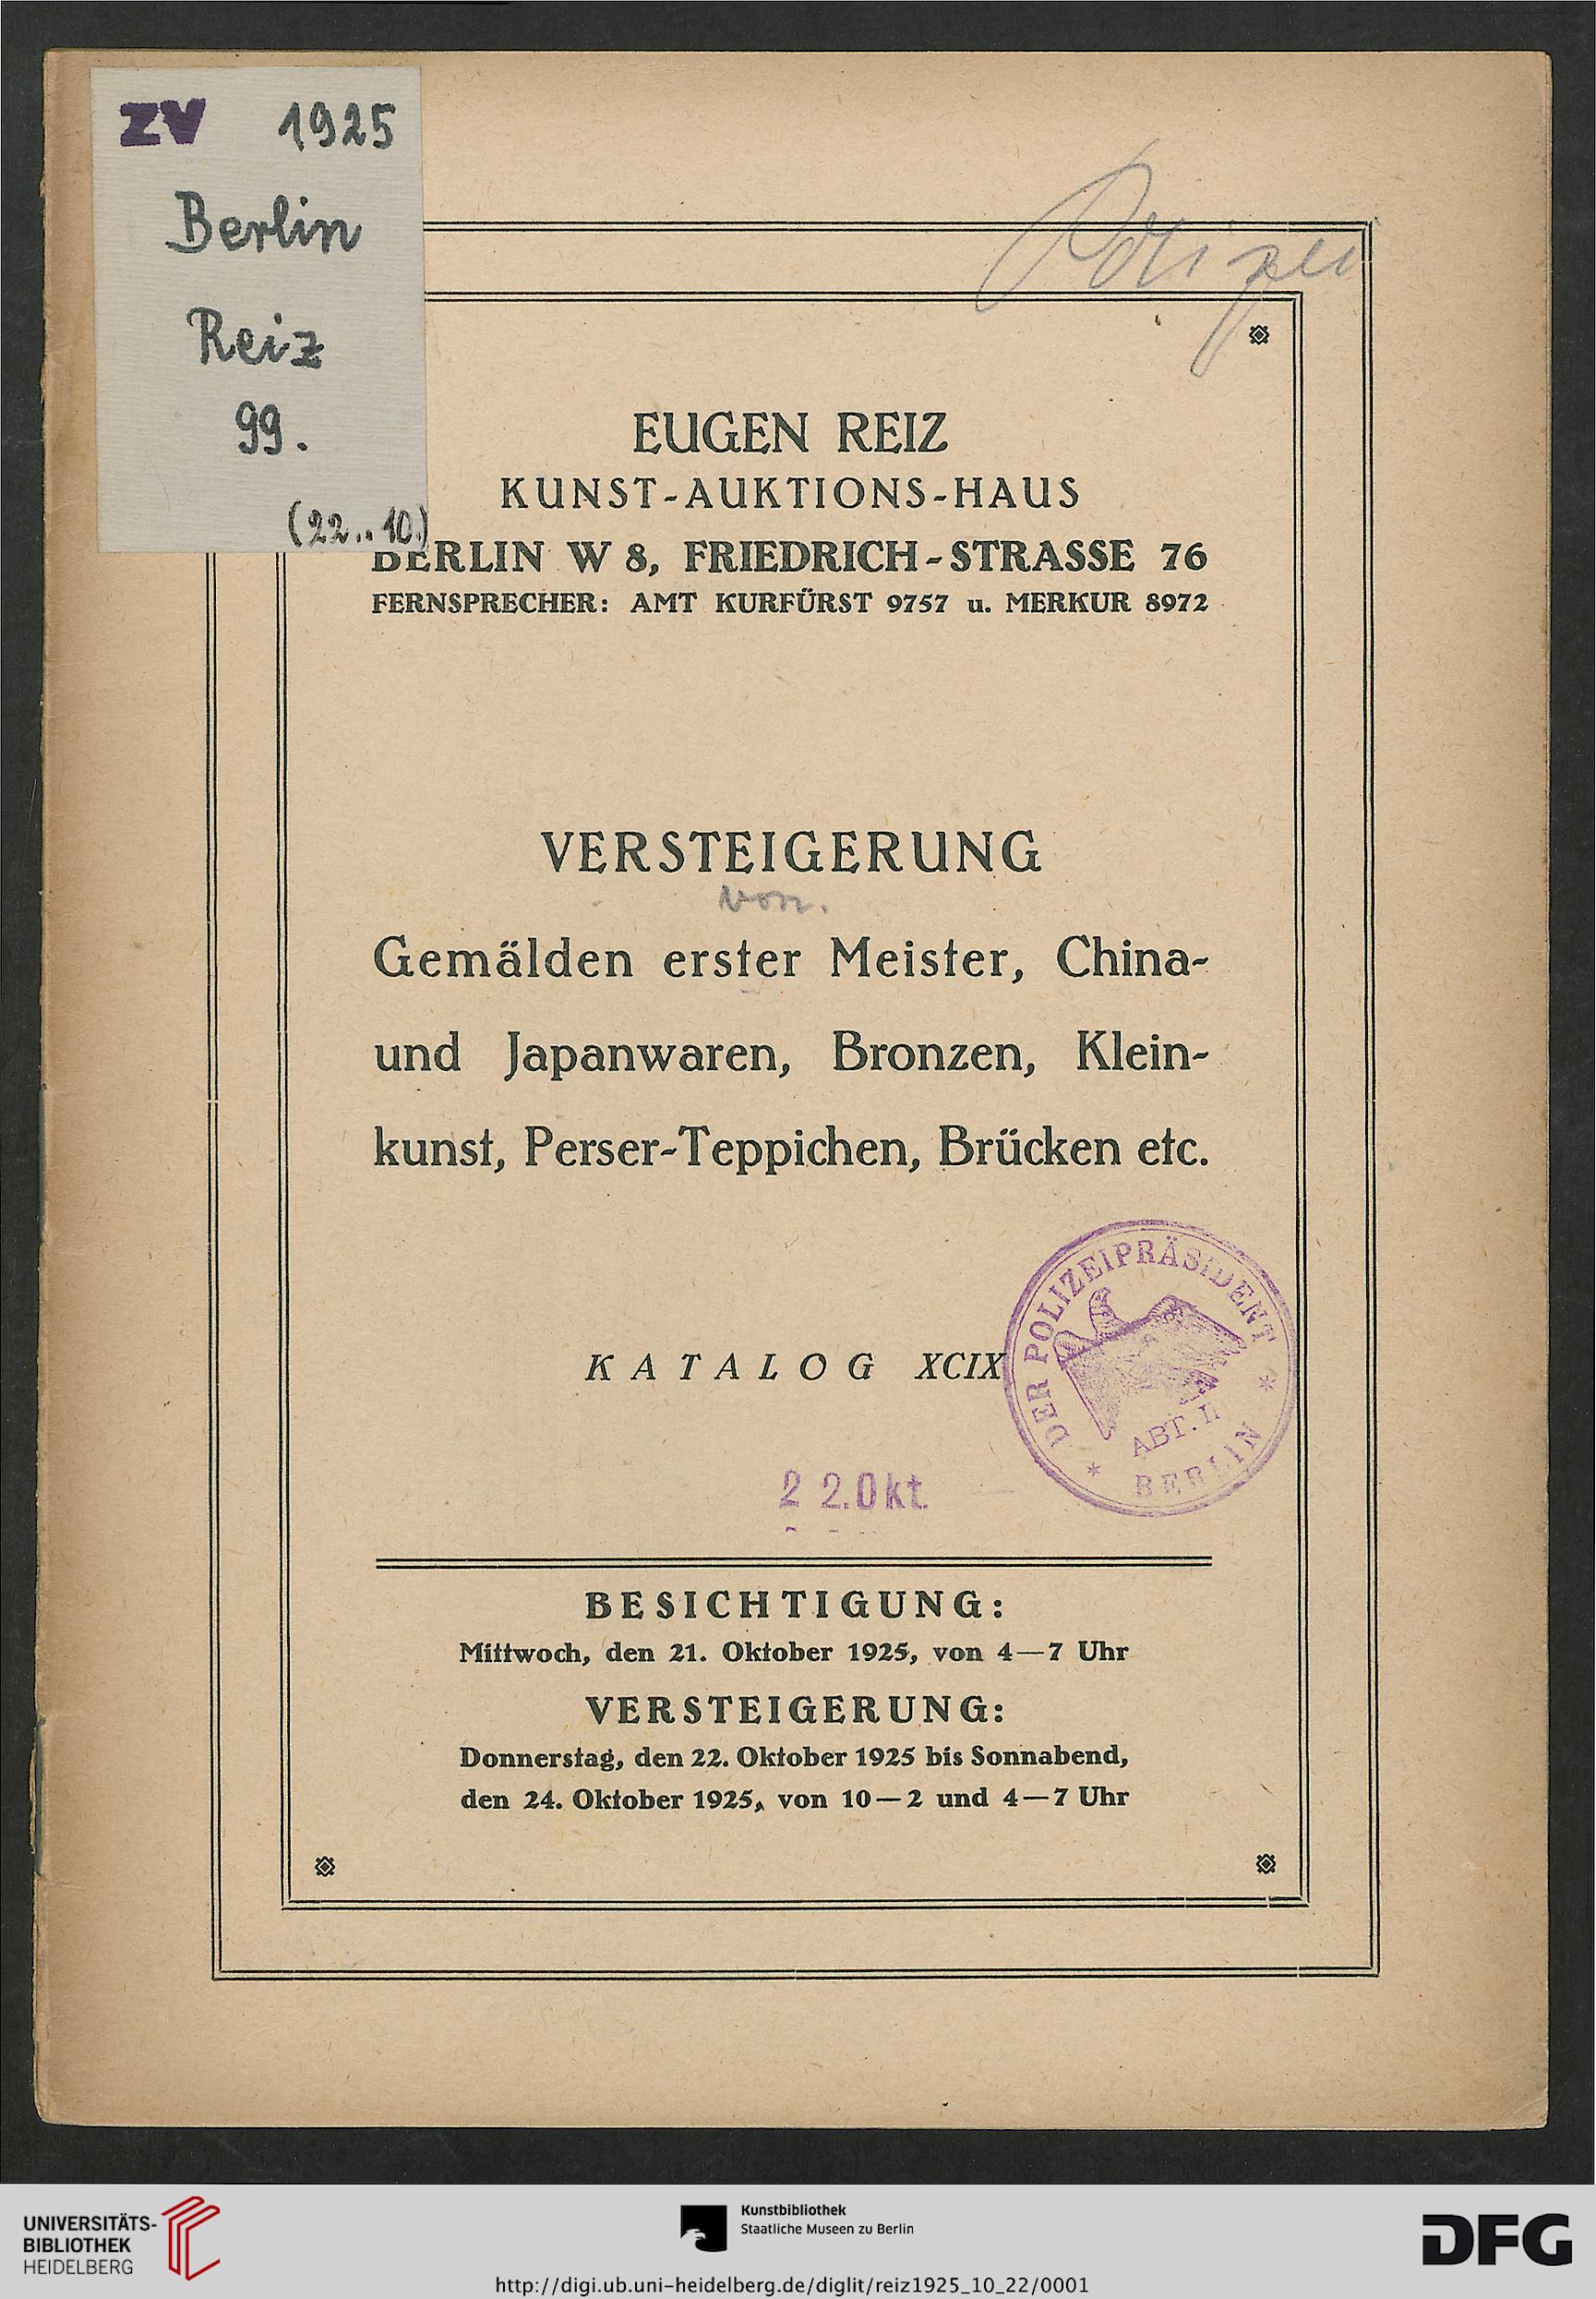 ZV 1925
Berlin
Reiz
99.
(22..10.)
Polizei
EUGEN REIZ
KUNST-AUKTIONS-HAUS
BERLIN W 8, FRIEDRICH-STRASSE 76
FERNSPRECHER: AMT KURFÜRST 9757 u. MERKUR 8972
VERSTEIGERUNG
von.
Gemälden erster Meister, China-
und Japanwaren, Bronzen, Klein-
kunst, Perser-Teppichen, Brücken etc.
DER POLIZEIPRÄSIDENT
ABT. II
* BERLIN *
KATALOG XCIX
22.Okt.
BESICHTIGUNG:
Mittwoch, den 21. Oktober 1925, von 4—7 Uhr
VERSTEIGERUNG:
Donnerstag, den 22. Oktober 1925 bis Sonnabend,
den 24. Oktober 1925, von 10—2 und 4—7 Uhr
UNIVERSITÄTS-
BIBLIOTHEK
HEIDELBERG
Kunstbibliothek
Staatliche Museen zu Berlin
DFG
http://digi.ub.uni-heidelberg.de/diglit/reiz1925_10_22/0001